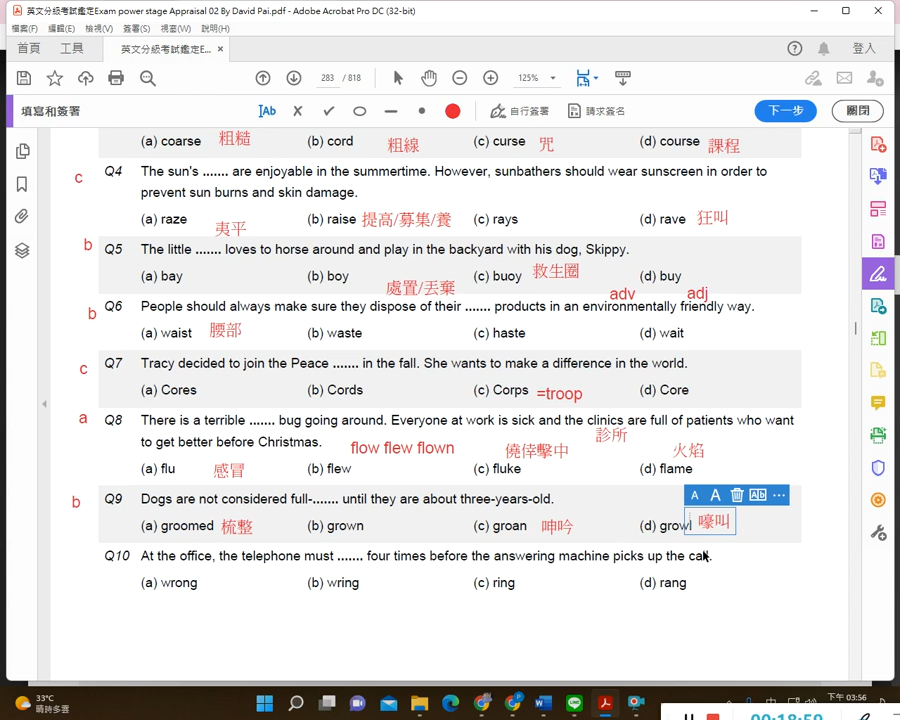 英文分級考試鑑定Exam power stage Appraisal 02 By David Pai.pdf - Adobe Acrobat Pro DC (32-bit)
檔案(F) 編輯(E) 檢視(V) 簽署(S) 視窗(W) 說明(H)
首頁 工具 英文分級考試鑑定E... × 登入
283 / 818 125%
填寫和簽署 Ab 自行簽署 請求簽名 下一步 關閉
(a) coarse 粗糙 (b) cord 粗線 (c) curse 咒 (d) course 課程
c Q4 The sun's ....... are enjoyable in the summertime. However, sunbathers should wear sunscreen in order to
prevent sun burns and skin damage.
(a) raze 夷平 (b) raise 提高/募集/養 (c) rays (d) rave 狂叫
b Q5 The little ....... loves to horse around and play in the backyard with his dog, Skippy.
(a) bay (b) boy (c) buoy 救生圈 (d) buy
處置/丟棄 adv adj
b Q6 People should always make sure they dispose of their ....... products in an environmentally friendly way.
(a) waist 腰部 (b) waste (c) haste (d) wait
c Q7 Tracy decided to join the Peace ....... in the fall. She wants to make a difference in the world.
(a) Cores (b) Cords (c) Corps =troop (d) Core
a Q8 There is a terrible ....... bug going around. Everyone at work is sick and the clinics are full of patients who want
to get better before Christmas. 診所
flow flew flown
(a) flu 感冒 (b) flew (c) fluke 僥倖擊中 (d) flame 火焰
b Q9 Dogs are not considered full-....... until they are about three-years-old.
A A Ab
(a) groomed 梳整 (b) grown (c) groan 呻吟 (d) growl 嚎叫
Q10 At the office, the telephone must ....... four times before the answering machine picks up the call.
(a) wrong (b) wring (c) ring (d) rang
33°C
晴時多雲
下午 03:56
00:18:59